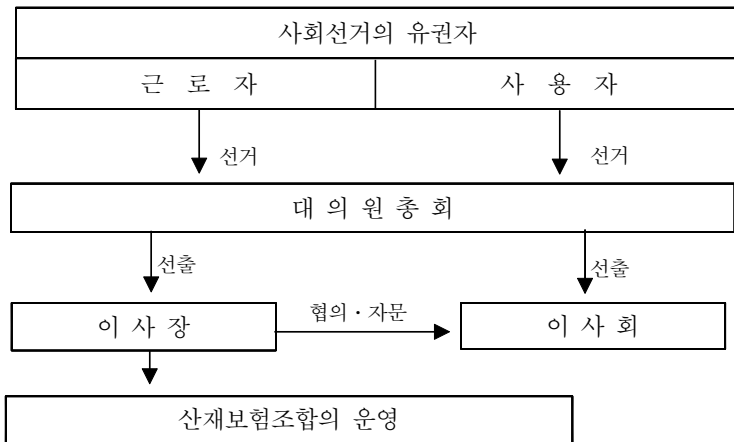 사회선거의 유권자
근 로 자 사 용 자
선거 선거
대 의 원 총 회
선출 선출
이 사 장 협의·자문 이 사 회
산재보험조합의 운영